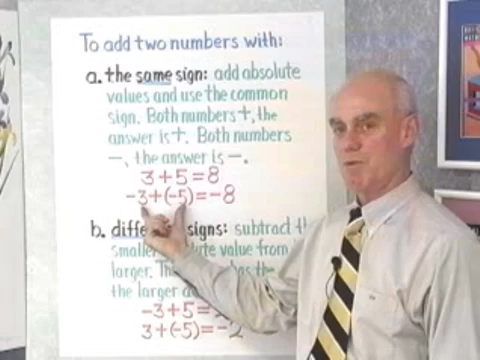 To add two numbers with:
a. the same sign: add absolute
values and use the common
sign. Both numbers +, the
answer is +. Both numbers
–, the answer is –.
3 + 5 = 8
-3 + (-5) = -8
b. signs: subtract
smaller value from
larger. has the
the larger
-3 + 5 =
3 + (-5) = -2